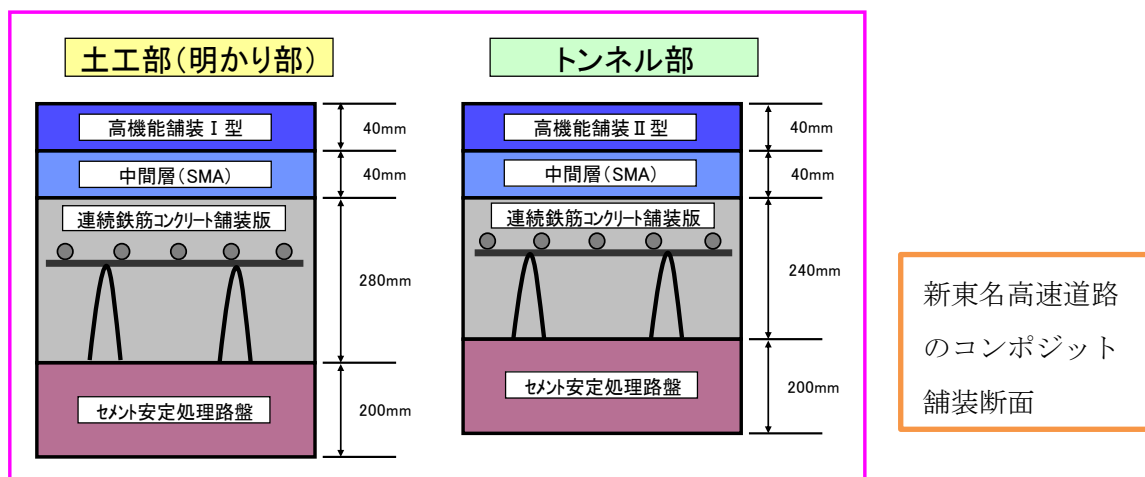 土工部(明かり部)
高機能舗装Ⅰ型
40mm
中間層(SMA)
40mm
連続鉄筋コンクリート舗装版
280mm
セメント安定処理路盤
200mm
トンネル部
高機能舗装Ⅱ型
40mm
中間層(SMA)
40mm
連続鉄筋コンクリート舗装版
240mm
セメント安定処理路盤
200mm
新東名高速道路
のコンポジット
舗装断面